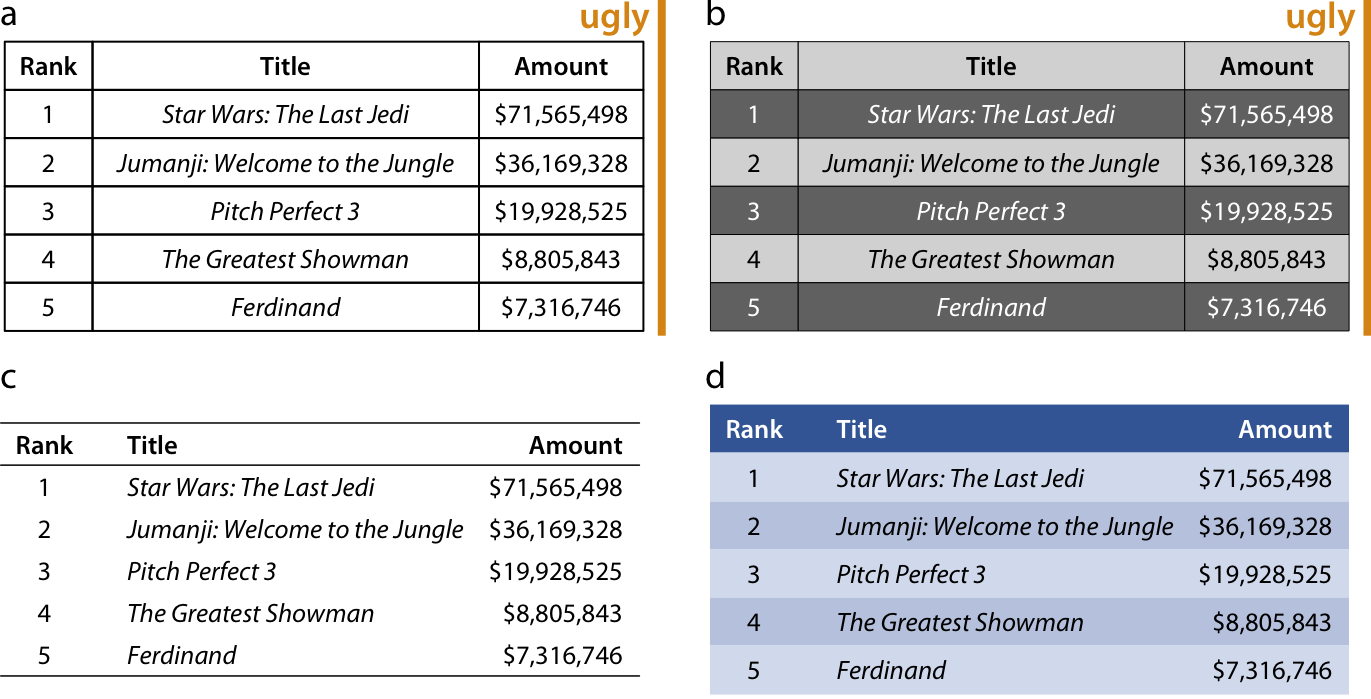 a ugly
Rank Title Amount
1 Star Wars: The Last Jedi $71,565,498
2 Jumanji: Welcome to the Jungle $36,169,328
3 Pitch Perfect 3 $19,928,525
4 The Greatest Showman $8,805,843
5 Ferdinand $7,316,746
b ugly
Rank Title Amount
1 Star Wars: The Last Jedi $71,565,498
2 Jumanji: Welcome to the Jungle $36,169,328
3 Pitch Perfect 3 $19,928,525
4 The Greatest Showman $8,805,843
5 Ferdinand $7,316,746
c
Rank Title Amount
1 Star Wars: The Last Jedi $71,565,498
2 Jumanji: Welcome to the Jungle $36,169,328
3 Pitch Perfect 3 $19,928,525
4 The Greatest Showman $8,805,843
5 Ferdinand $7,316,746
d
Rank Title Amount
1 Star Wars: The Last Jedi $71,565,498
2 Jumanji: Welcome to the Jungle $36,169,328
3 Pitch Perfect 3 $19,928,525
4 The Greatest Showman $8,805,843
5 Ferdinand $7,316,746